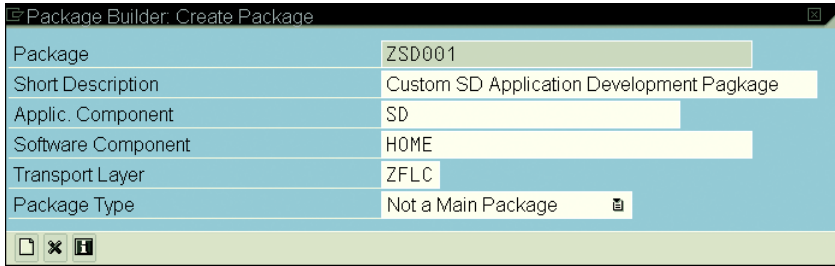 Package Builder: Create Package
Package ZSD001
Short Description Custom SD Application Development Pagkage
Applic. Component SD
Software Component HOME
Transport Layer ZFLC
Package Type Not a Main Package